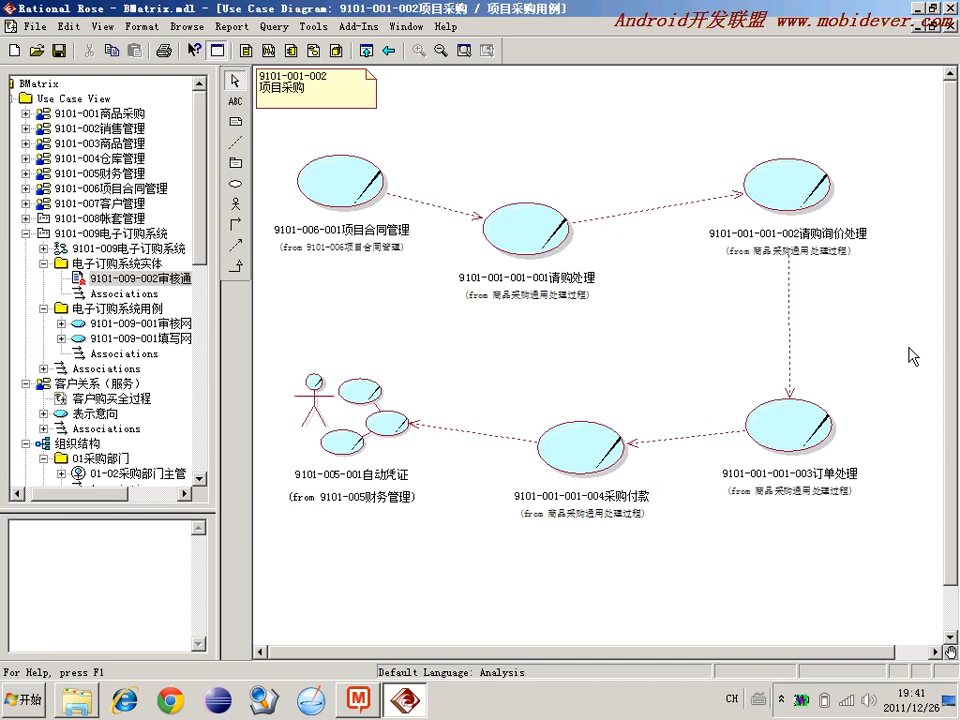 Rational Rose - BMatrix.mdl - [Use Case Diagram: 9101-001-002项目采购 / 项目采购用例]
Android开发联盟 www.mobidever.com
File Edit View Format Browse Report Query Tools Add-Ins Window Help
BMatrix
Use Case View
9101-001商品采购
9101-002销售管理
9101-003商品管理
9101-004仓库管理
9101-005财务管理
9101-006项目合同管理
9101-007客户管理
9101-008帐套管理
9101-009电子订购系统
9101-009电子订购系统
电子订购系统实体
9101-009-002审核通
Associations
电子订购系统用例
9101-009-001审核网
9101-009-001填写网
Associations
Associations
客户关系（服务）
客户购买全过程
表示意向
Associations
组织结构
01采购部门
01-02采购部门主管
ABC
9101-001-002
项目采购
9101-006-001项目合同管理
(from 9101-006项目合同管理)
9101-001-001-001请购处理
(from 商品采购通用处理过程)
9101-001-001-002请购询价处理
(from 商品采购通用处理过程)
9101-005-001自动凭证
(from 9101-005财务管理)
9101-001-001-004采购付款
(from 商品采购通用处理过程)
9101-001-001-003订单处理
(from 商品采购通用处理过程)
For Help, press F1
Default Language: Analysis
开始
CH
19:41
2011/12/26